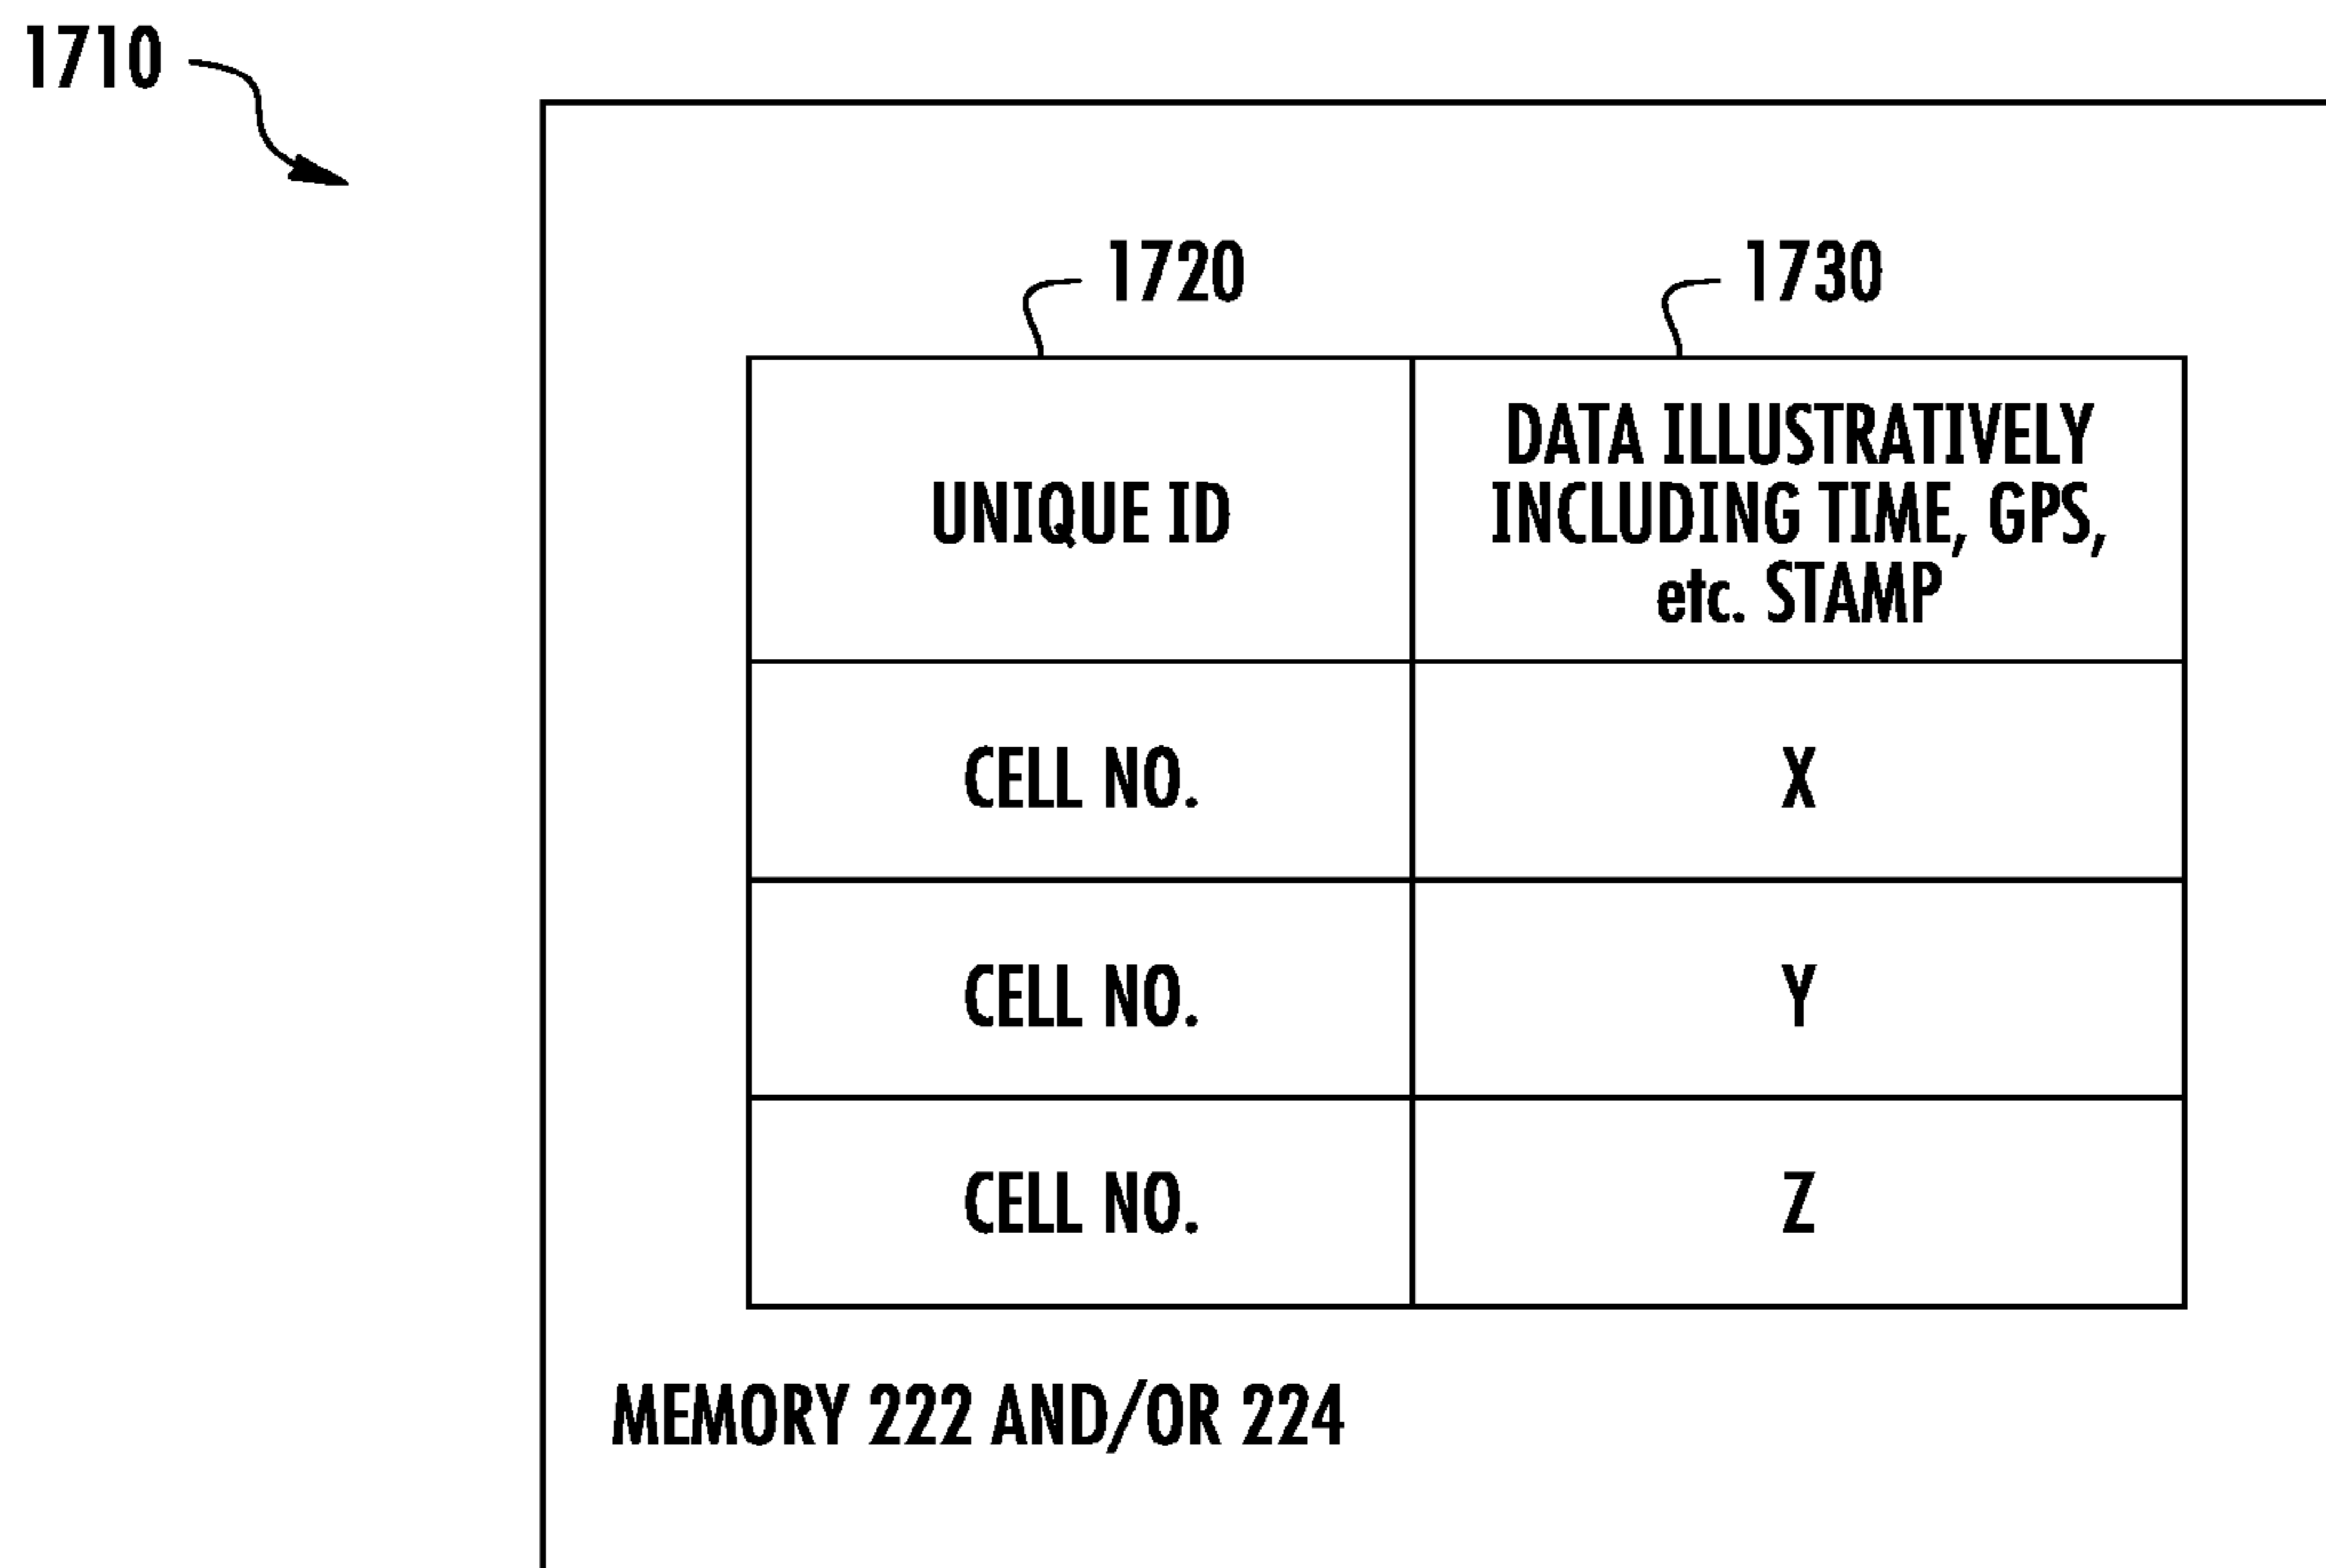 1710
1720
1730
UNIQUE ID
DATA ILLUSTRATIVELY
INCLUDING TIME, GPS,
etc. STAMP
CELL NO.
X
CELL NO.
Y
CELL NO.
Z
MEMORY 222 AND/OR 224